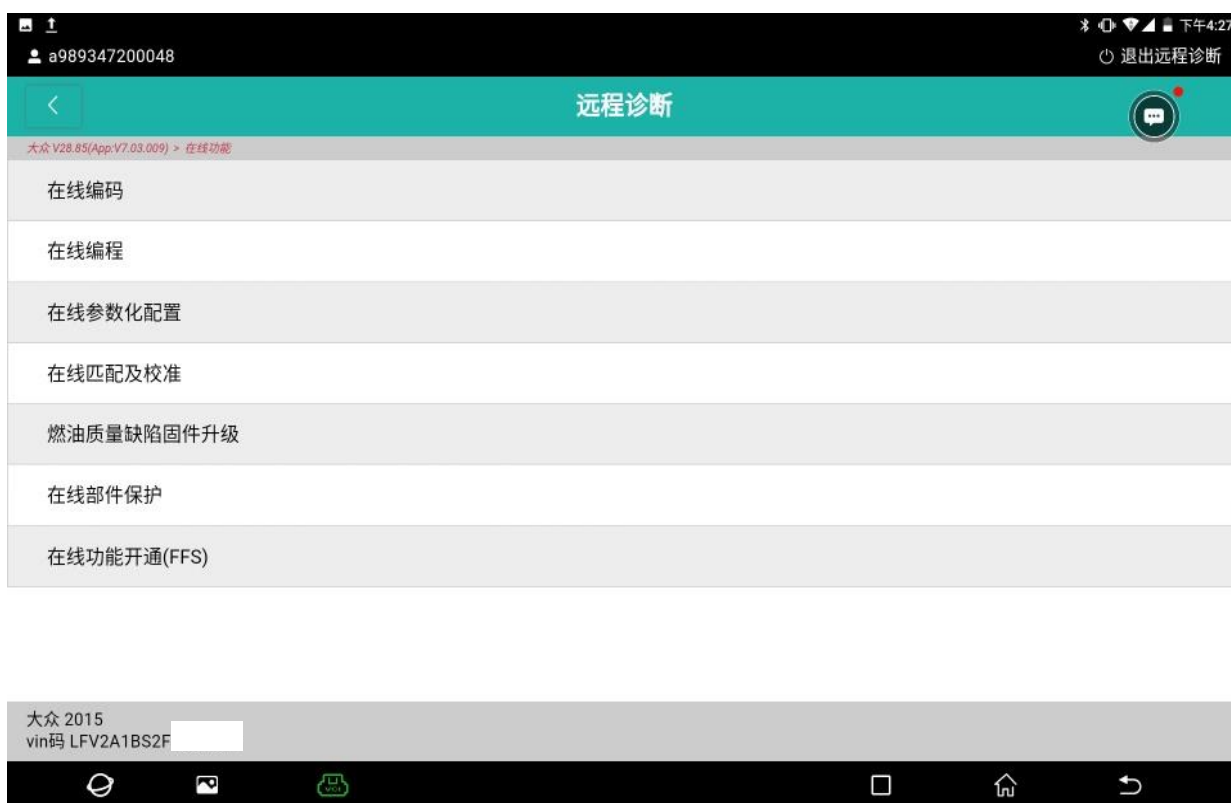 下午4:27
a989347200048
退出远程诊断
远程诊断
大众 V28.85(App:V7.03.009) > 在线功能
在线编码
在线编程
在线参数化配置
在线匹配及校准
燃油质量缺陷固件升级
在线部件保护
在线功能开通(FFS)
大众 2015
vin码 LFV2A1BS2F
VCI